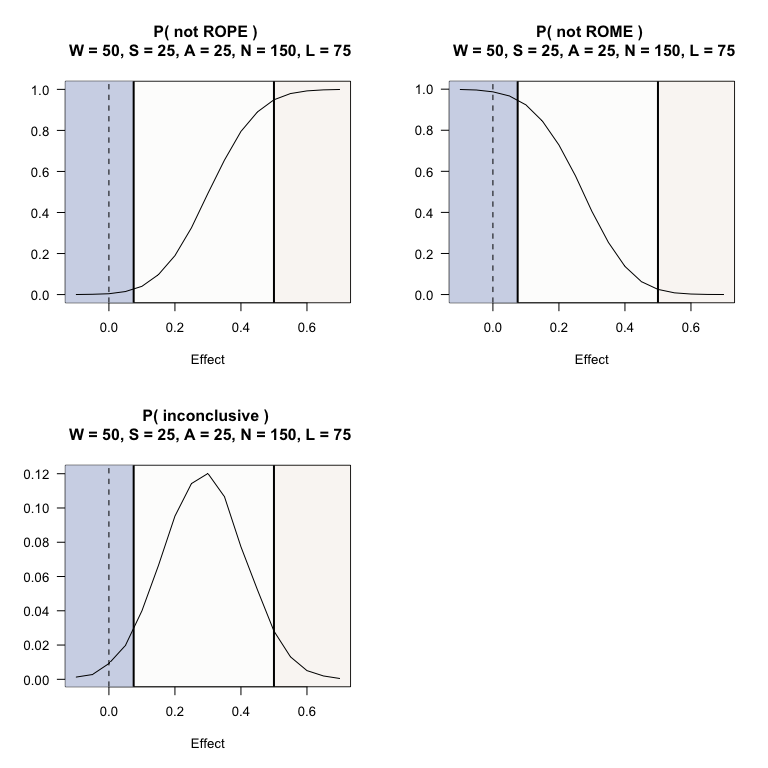 P( not ROPE )
W = 50, S = 25, A = 25, N = 150, L = 75
1.0
0.8
0.6
0.4
0.2
0.0
0.0 0.2 0.4 0.6
Effect
P( not ROME )
W = 50, S = 25, A = 25, N = 150, L = 75
1.0
0.8
0.6
0.4
0.2
0.0
0.0 0.2 0.4 0.6
Effect
P( inconclusive )
W = 50, S = 25, A = 25, N = 150, L = 75
0.12
0.10
0.08
0.06
0.04
0.02
0.00
0.0 0.2 0.4 0.6
Effect